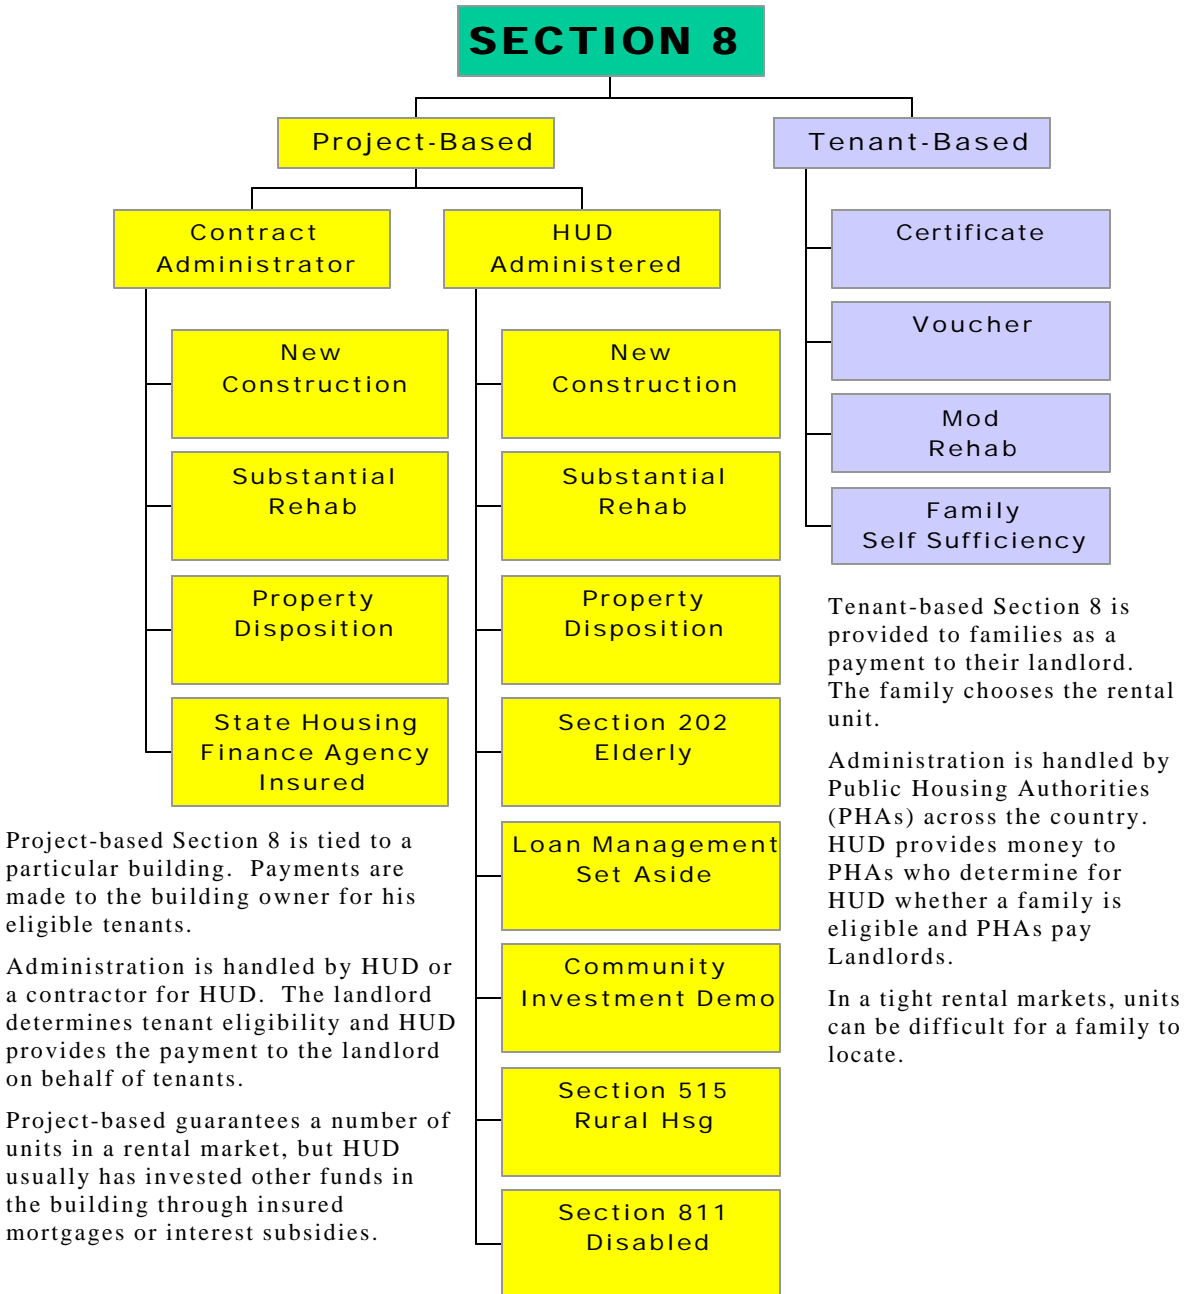 SECTION 8
Project-Based
Tenant-Based
Contract
Administrator
HUD
Administered
New
Construction
Substantial
Rehab
Property
Disposition
State Housing
Finance Agency
Insured
New
Construction
Substantial
Rehab
Property
Disposition
Section 202
Elderly
Loan Management
Set Aside
Community
Investment Demo
Section 515
Rural Hsg
Section 811
Disabled
Certificate
Voucher
Mod
Rehab
Family
Self Sufficiency
Project-based Section 8 is tied to a
particular building. Payments are
made to the building owner for his
eligible tenants.
Administration is handled by HUD or
a contractor for HUD. The landlord
determines tenant eligibility and HUD
provides the payment to the landlord
on behalf of tenants.
Project-based guarantees a number of
units in a rental market, but HUD
usually has invested other funds in
the building through insured
mortgages or interest subsidies.
Tenant-based Section 8 is
provided to families as a
payment to their landlord.
The family chooses the rental
unit.
Administration is handled by
Public Housing Authorities
(PHAs) across the country.
HUD provides money to
PHAs who determine for
HUD whether a family is
eligible and PHAs pay
Landlords.
In a tight rental markets, units
can be difficult for a family to
locate.